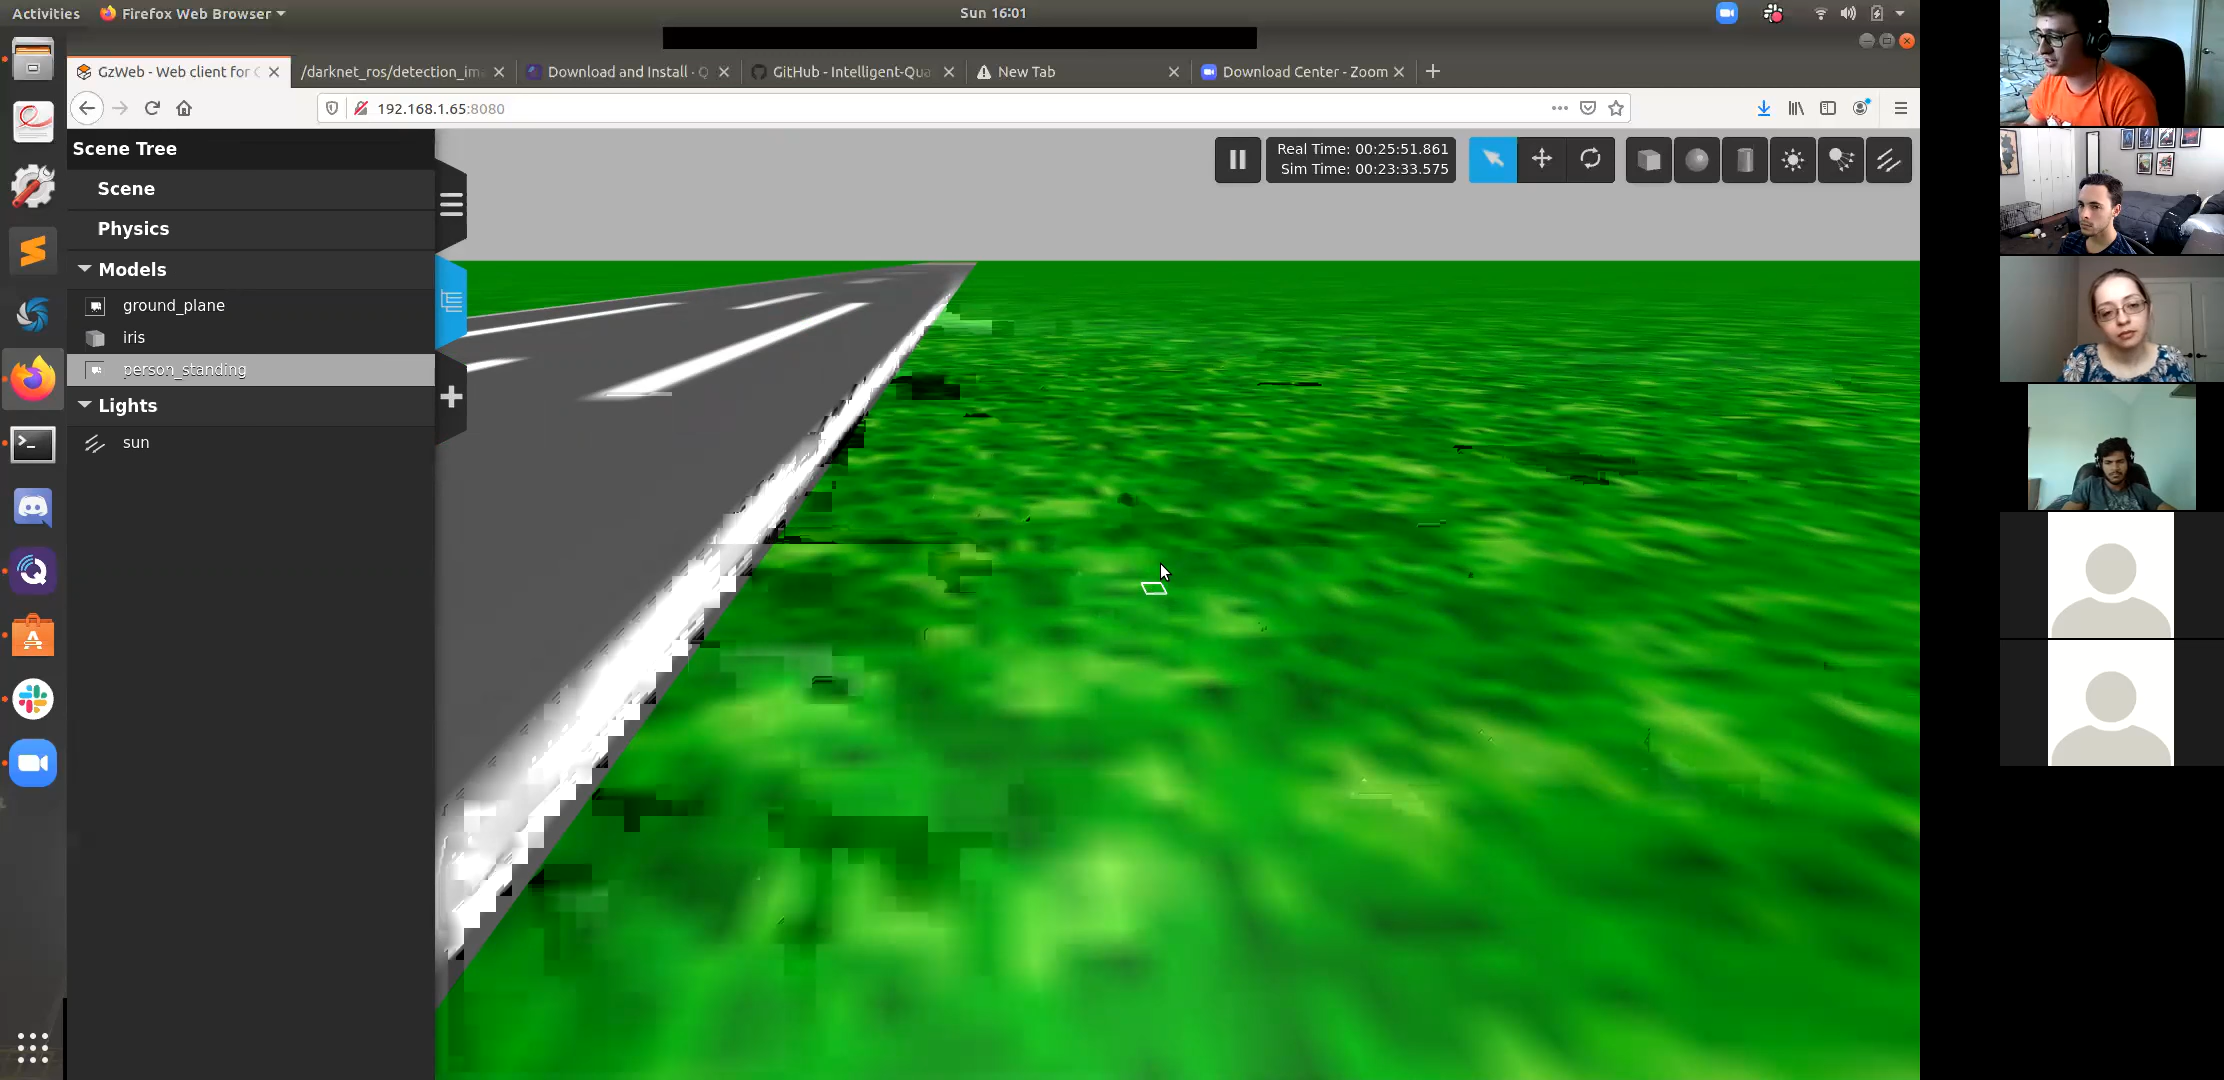 Activities Firefox Web Browser Sun 16:01
GzWeb - Web client for G /darknet_ros/detection_im Download and Install · Q GitHub - Intelligent-Qua New Tab Download Center - Zoom
192.168.1.65:8080
Scene Tree
Scene
Physics
Models
ground_plane
iris
person_standing
Lights
sun
Real Time: 00:25:51.861
Sim Time: 00:23:33.575